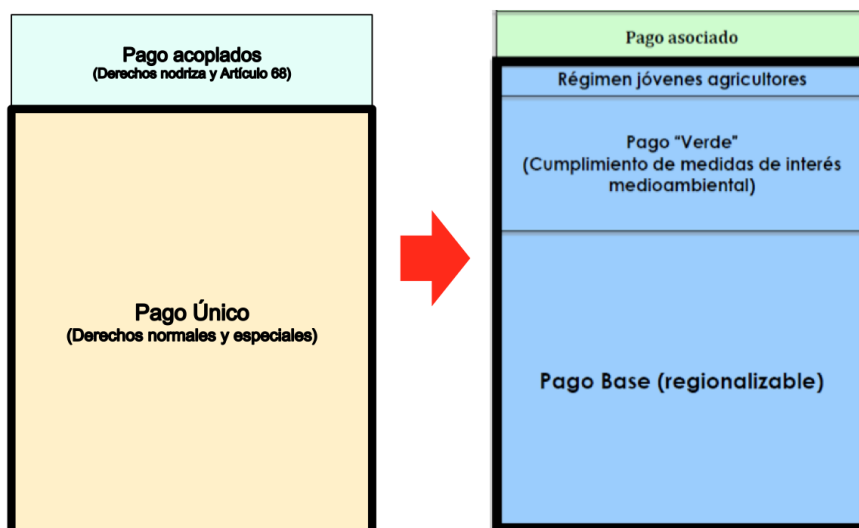 Pago acoplados
(Derechos nodriza y Artículo 68)
Pago Único
(Derechos normales y especiales)
Pago asociado
Régimen jóvenes agricultores
Pago "Verde"
(Cumplimiento de medidas de interés
medioambiental)
Pago Base (regionalizable)